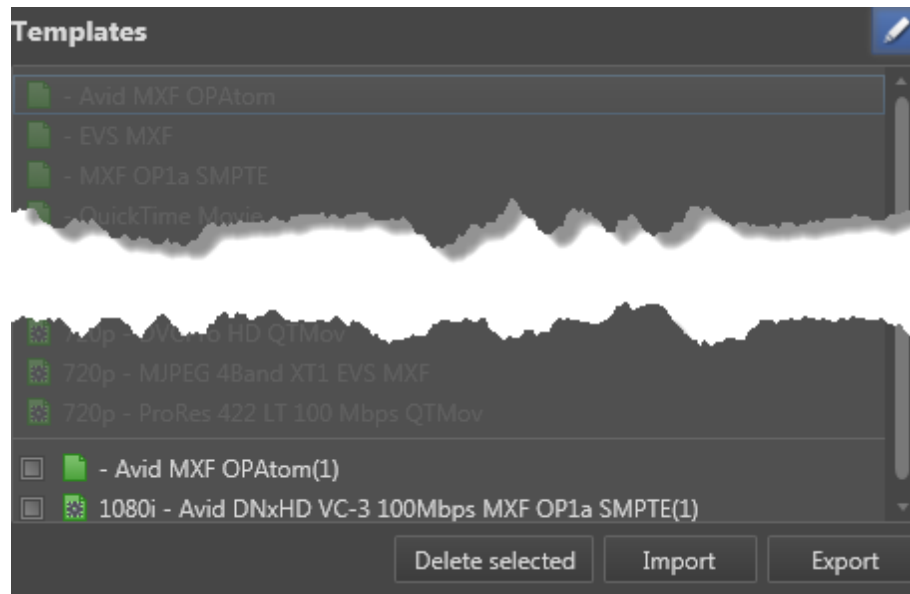 Templates
- Avid MXF OPAtom
- EVS MXF
- MXF OP1a SMPTE
- QuickTime Movie
720p - DVCPro HD QTMov
720p - MJPEG 4Band XT1 EVS MXF
720p - ProRes 422 LT 100 Mbps QTMov
- Avid MXF OPAtom(1)
1080i - Avid DNxHD VC-3 100Mbps MXF OP1a SMPTE(1)
Delete selected Import Export